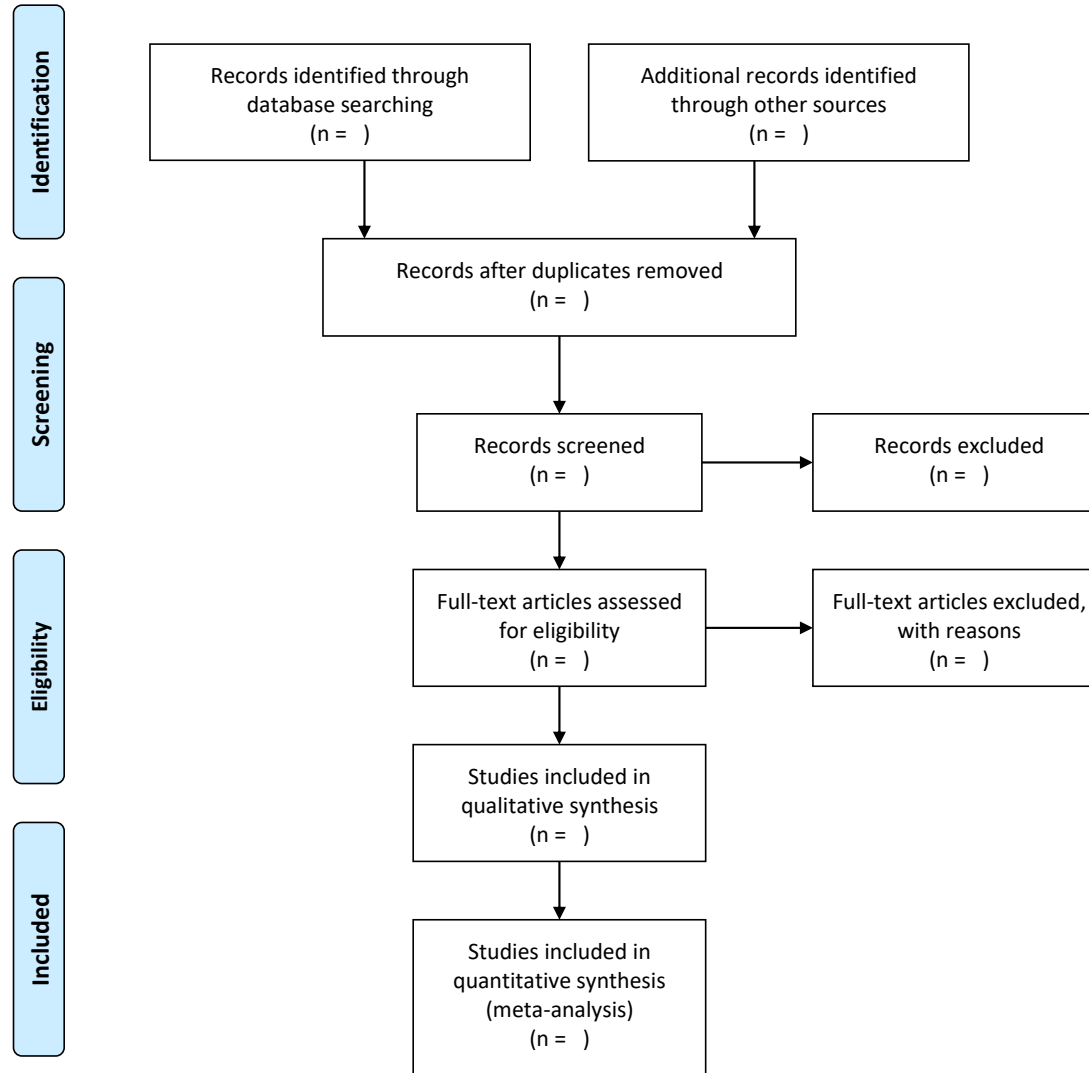 Identification
Records identified through
database searching
(n =   )
Additional records identified
through other sources
(n =   )
Records after duplicates removed
(n =   )
Screening
Records screened
(n =   )
Records excluded
(n =   )
Eligibility
Full-text articles assessed
for eligibility
(n =   )
Full-text articles excluded,
with reasons
(n =   )
Studies included in
qualitative synthesis
(n =   )
Included
Studies included in
quantitative synthesis
(meta-analysis)
(n =   )